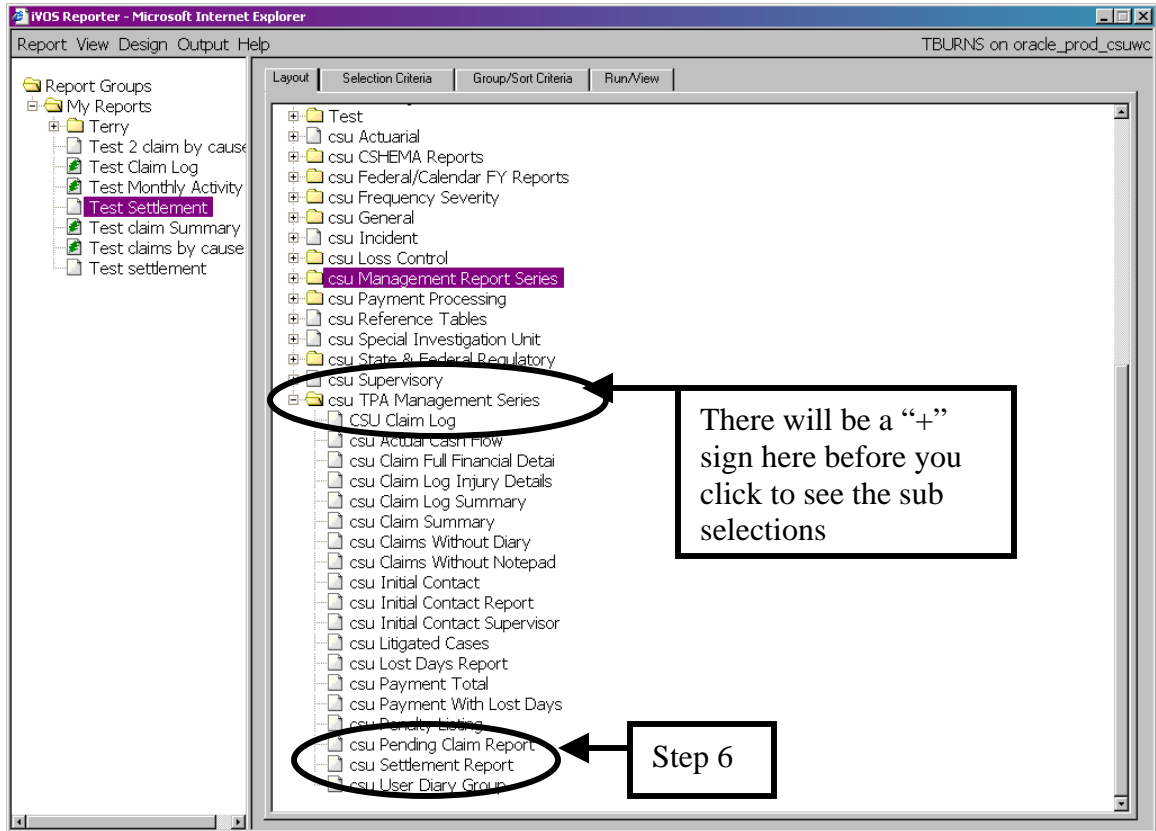 iVOS Reporter - Microsoft Internet Explorer
Report View Design Output Help
TBURNS on oracle_prod_csuwc
Report Groups
My Reports
Terry
Test 2 claim by cause
Test Claim Log
Test Monthly Activity
Test Settlement
Test claim Summary
Test claims by cause
Test settlement
Layout
Selection Criteria
Group/Sort Criteria
Run/View
Test
csu Actuarial
csu CSHEMA Reports
csu Federal/Calendar FY Reports
csu Frequency Severity
csu General
csu Incident
csu Loss Control
csu Management Report Series
csu Payment Processing
csu Reference Tables
csu Special Investigation Unit
csu State & Federal Regulatory
csu Supervisory
csu TPA Management Series
CSU Claim Log
csu Actual Cash Flow
csu Claim Full Financial Detai
csu Claim Log Injury Details
csu Claim Log Summary
csu Claim Summary
csu Claims Without Diary
csu Claims Without Notepad
csu Initial Contact
csu Initial Contact Report
csu Initial Contact Supervisor
csu Litigated Cases
csu Lost Days Report
csu Payment Total
csu Payment With Lost Days
csu Penalty Listing
csu Pending Claim Report
csu Settlement Report
csu User Diary Group
There will be a “+”
sign here before you
click to see the sub
selections
Step 6